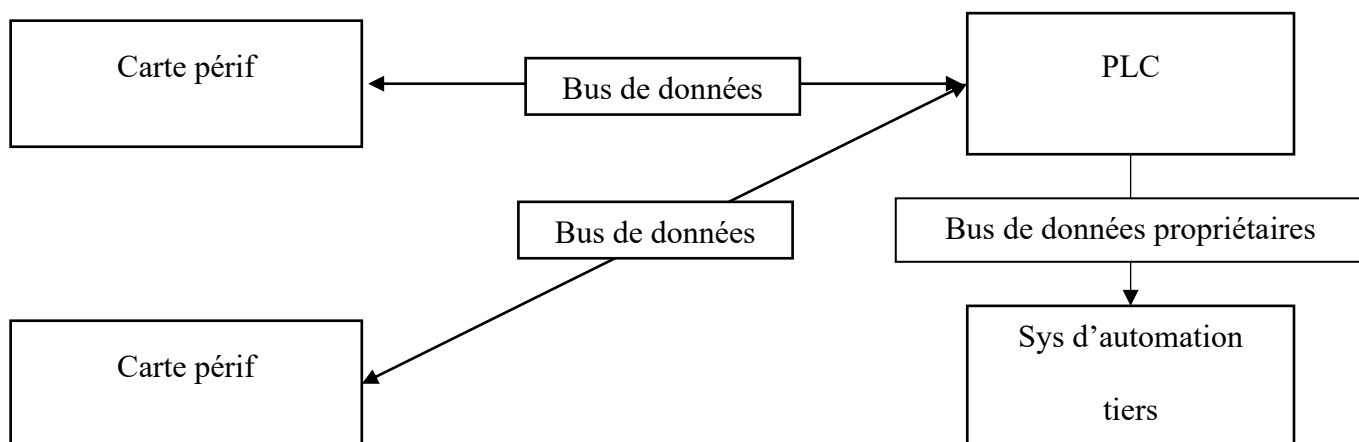 Carte périf
Bus de données
PLC
Bus de données
Bus de données propriétaires
Carte périf
Sys d’automation
tiers